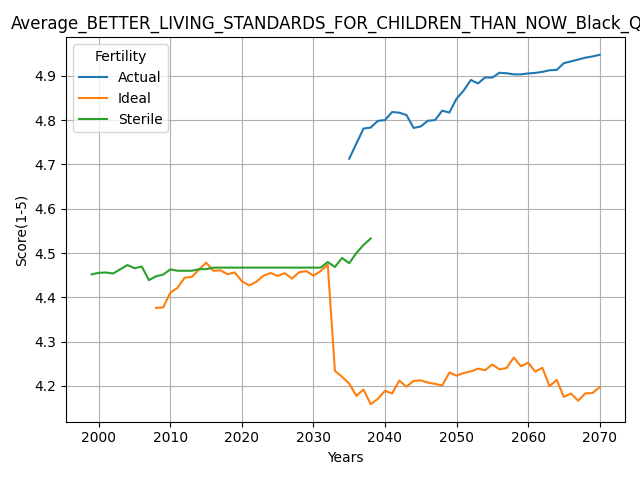 Average_BETTER_LIVING_STANDARDS_FOR_CHILDREN_THAN_NOW_Black_Q
Fertility
Actual
Ideal
Sterile
Score(1-5)
4.9
4.8
4.7
4.6
4.5
4.4
4.3
4.2
2000 2010 2020 2030 2040 2050 2060 2070
Years